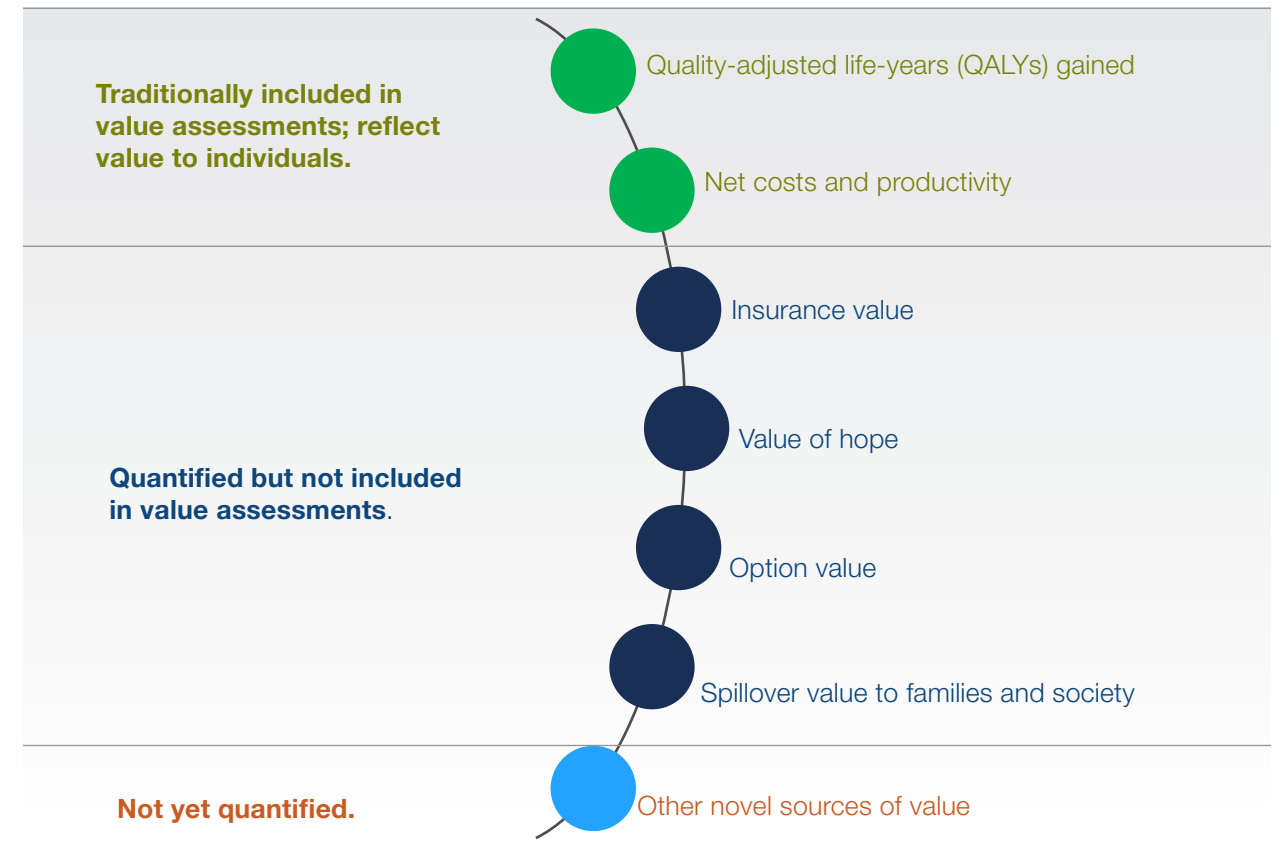 Quality-adjusted life-years (QALYs) gained
Traditionally included in
value assessments; reflect
value to individuals.
Net costs and productivity
Insurance value
Value of hope
Quantified but not included
in value assessments.
Option value
Spillover value to families and society
Not yet quantified.
Other novel sources of value